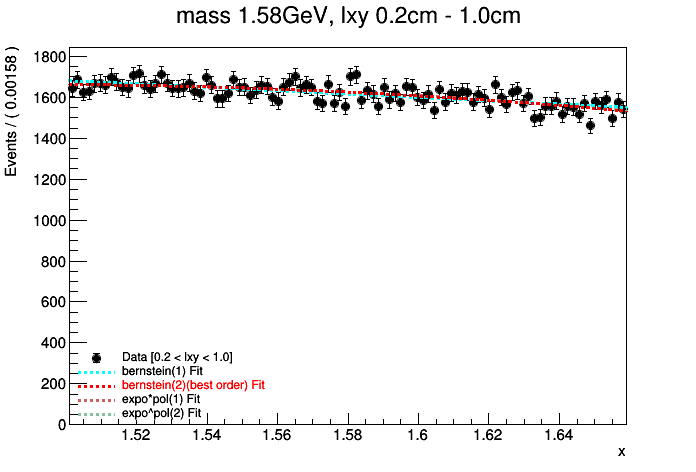 mass 1.58GeV, lxy 0.2cm - 1.0cm
Events / ( 0.00158 )
1800
1600
1400
1200
1000
800
600
400
200
0
Data [0.2 < lxy < 1.0]
bernstein(1) Fit
bernstein(2)(best order) Fit
expo*pol(1) Fit
expo^pol(2) Fit
1.52 1.54 1.56 1.58 1.6 1.62 1.64
x